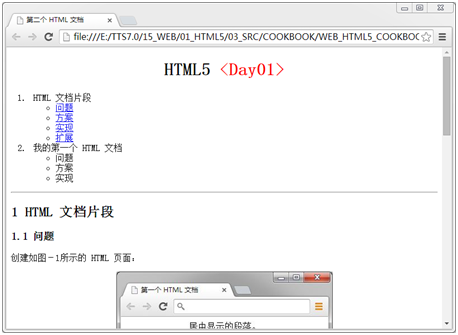 第二个 HTML 文档
file:///E:/TTS7.0/15_WEB/01_HTML5/03_SRC/COOKBOOK/WEB_HTML5_COOKBOO
HTML5 <Day01>
1. HTML 文档片段
问题
方案
实现
扩展
2. 我的第一个 HTML 文档
问题
方案
实现
1 HTML 文档片段
1.1 问题
创建如图-1所示的 HTML 页面:
第一个 HTML 文档
居中显示的段落。